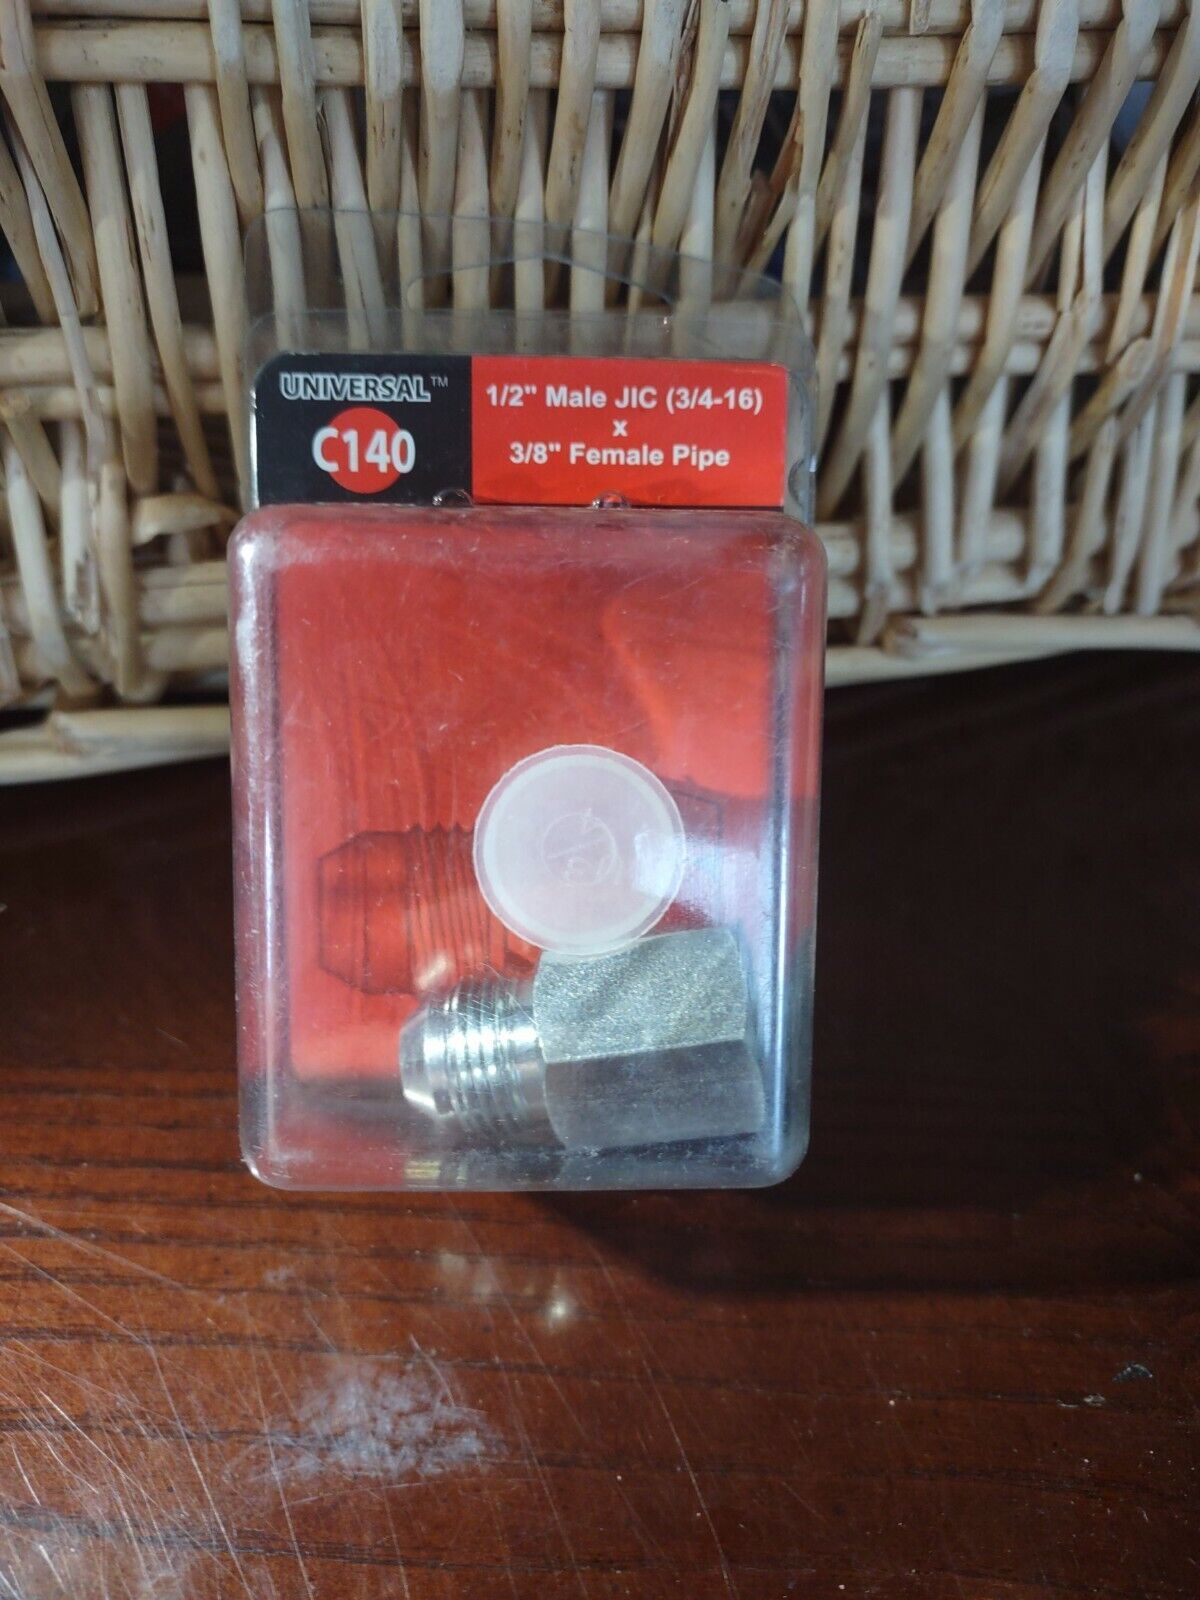 UNIVERSAL™
C140
1/2" Male JIC (3/4-16)
x
3/8" Female Pipe